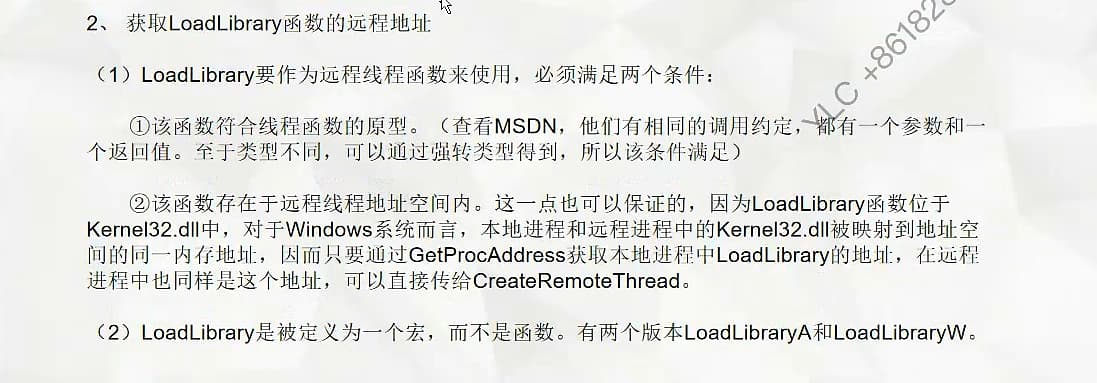 2、 获取LoadLibrary函数的远程地址
（1）LoadLibrary要作为远程线程函数来使用，必须满足两个条件：
①该函数符合线程函数的原型。（查看MSDN，他们有相同的调用约定，都有一个参数和一
个返回值。至于类型不同，可以通过强转类型得到，所以该条件满足）
②该函数存在于远程线程地址空间内。这一点也可以保证的，因为LoadLibrary函数位于
Kernel32.dll中，对于Windows系统而言，本地进程和远程进程中的Kernel32.dll被映射到地址空
间的同一内存地址，因而只要通过GetProcAddress获取本地进程中LoadLibrary的地址，在远程
进程中也同样是这个地址，可以直接传给CreateRemoteThread。
（2）LoadLibrary是被定义为一个宏，而不是函数。有两个版本LoadLibraryA和LoadLibraryW。